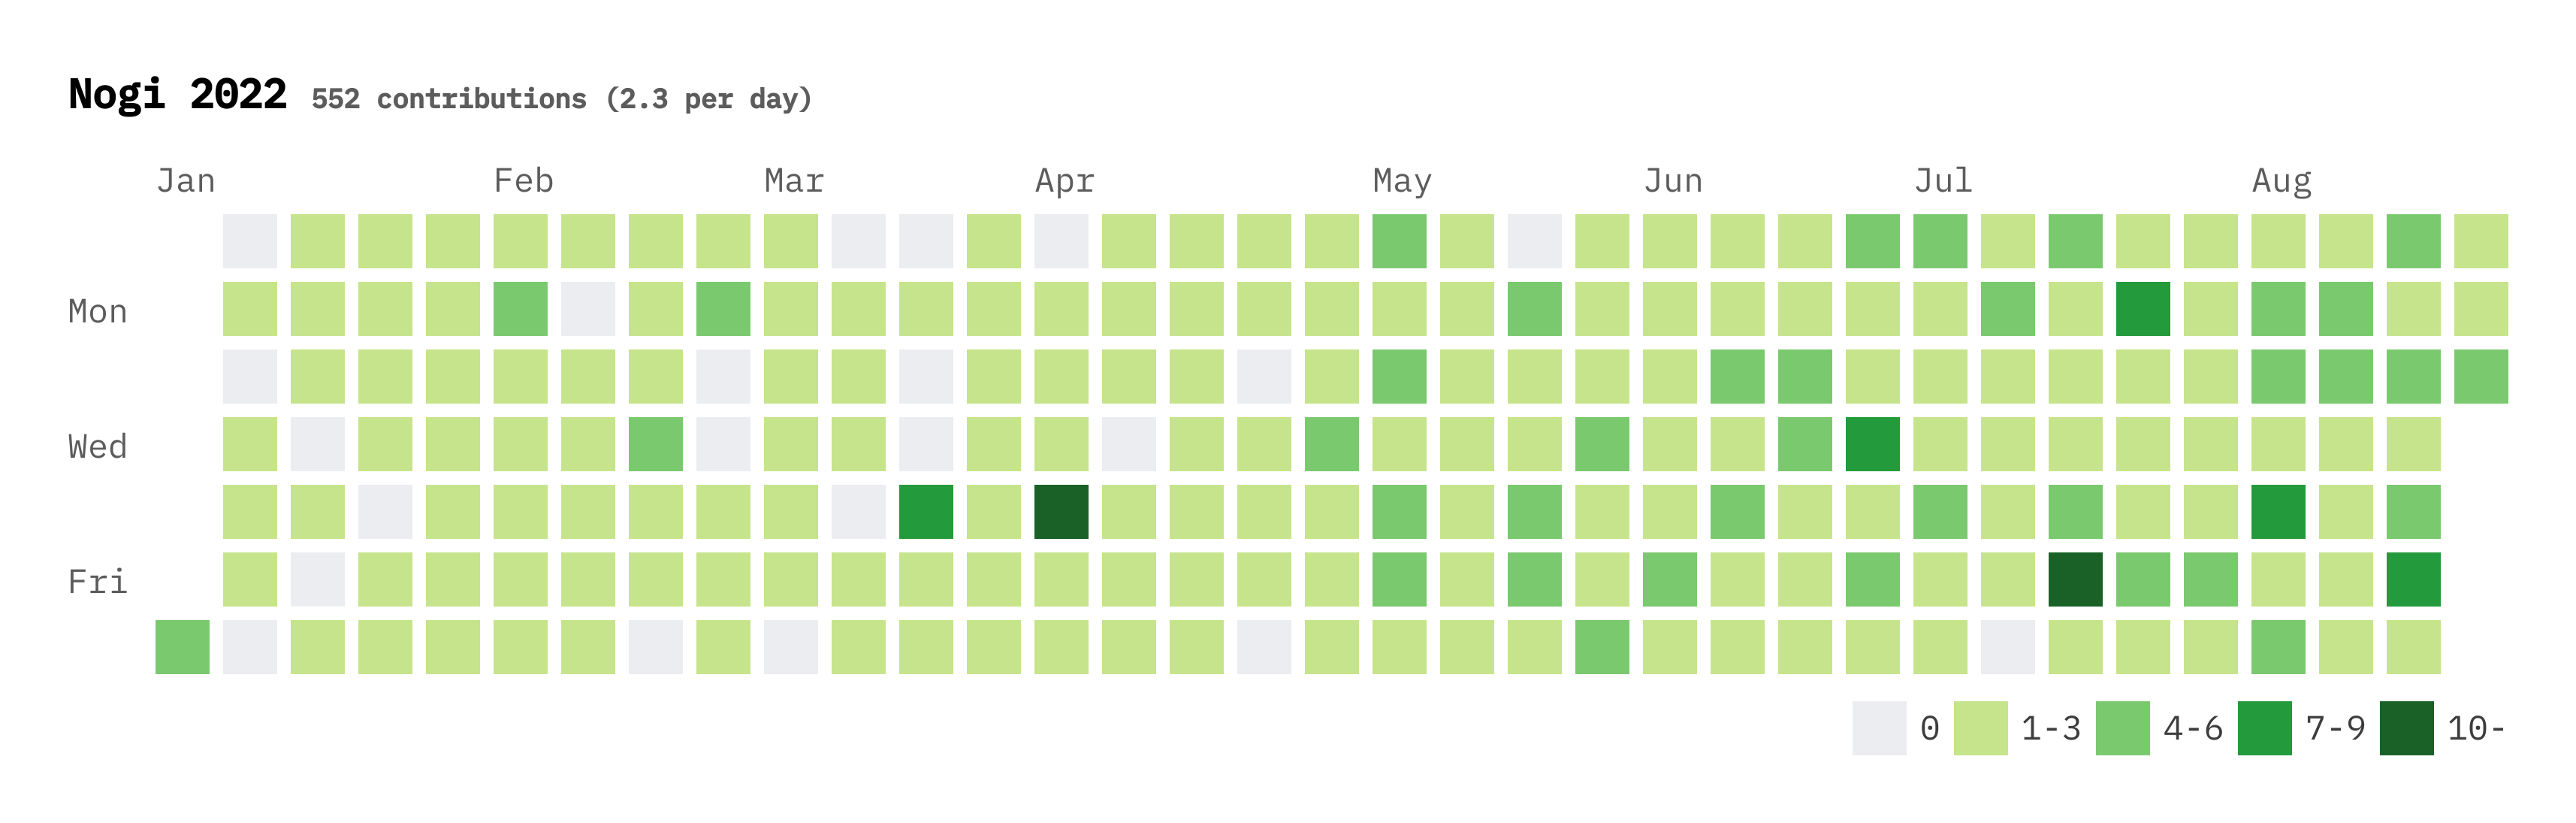 Nogi 2022 552 contributions (2.3 per day)
Jan Feb Mar Apr May Jun Jul Aug
Mon
Wed
Fri
0 1-3 4-6 7-9 10-